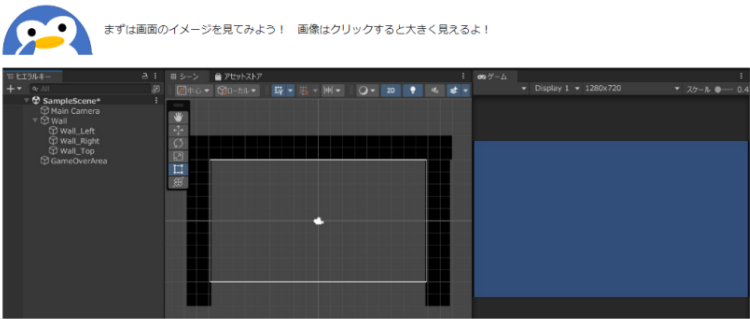 まずは画面のイメージを見てみよう！　画像はクリックすると大きく見えるよ！
ヒエラルキー
シーン
アセットストア
ゲーム
All
中心
ローカル
2D
Display 1
1280x720
スケール
0.4
SampleScene*
Main Camera
Wall
Wall_Left
Wall_Right
Wall_Top
GameOverArea